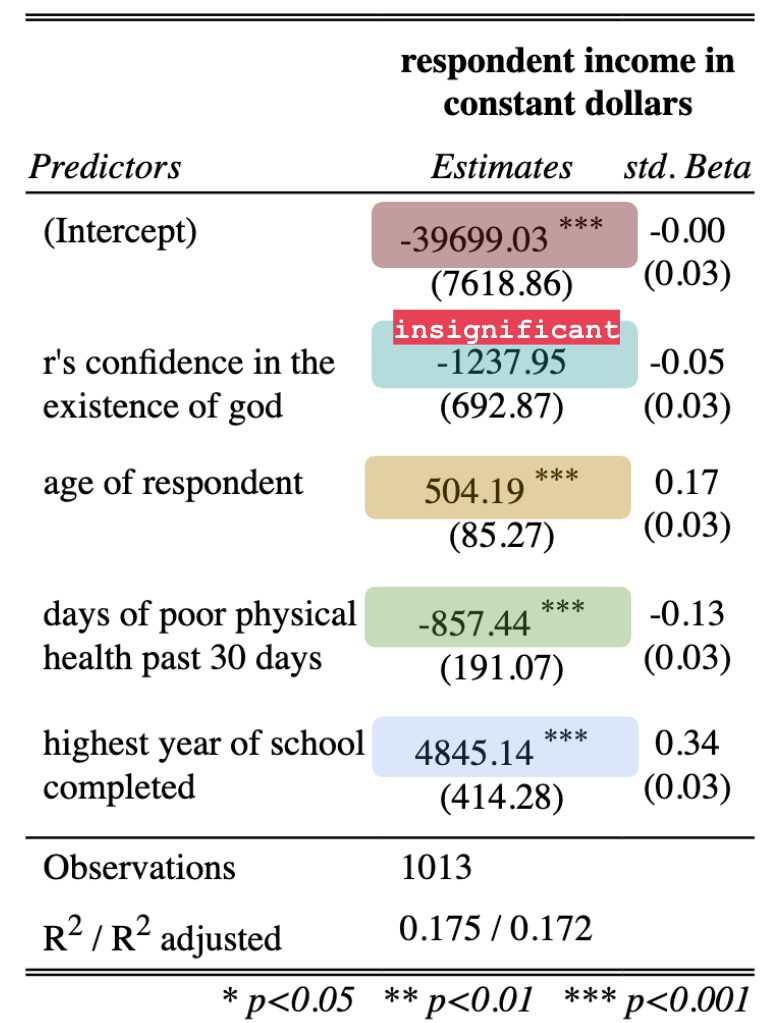 respondent income in
constant dollars
Predictors Estimates std. Beta
(Intercept) -39699.03 *** -0.00
(7618.86) (0.03)
insignificant
r's confidence in the -1237.95 -0.05
existence of god (692.87) (0.03)
age of respondent 504.19 *** 0.17
(85.27) (0.03)
days of poor physical -857.44 *** -0.13
health past 30 days (191.07) (0.03)
highest year of school 4845.14 *** 0.34
completed (414.28) (0.03)
Observations 1013
R² / R² adjusted 0.175 / 0.172
* p<0.05 ** p<0.01 *** p<0.001